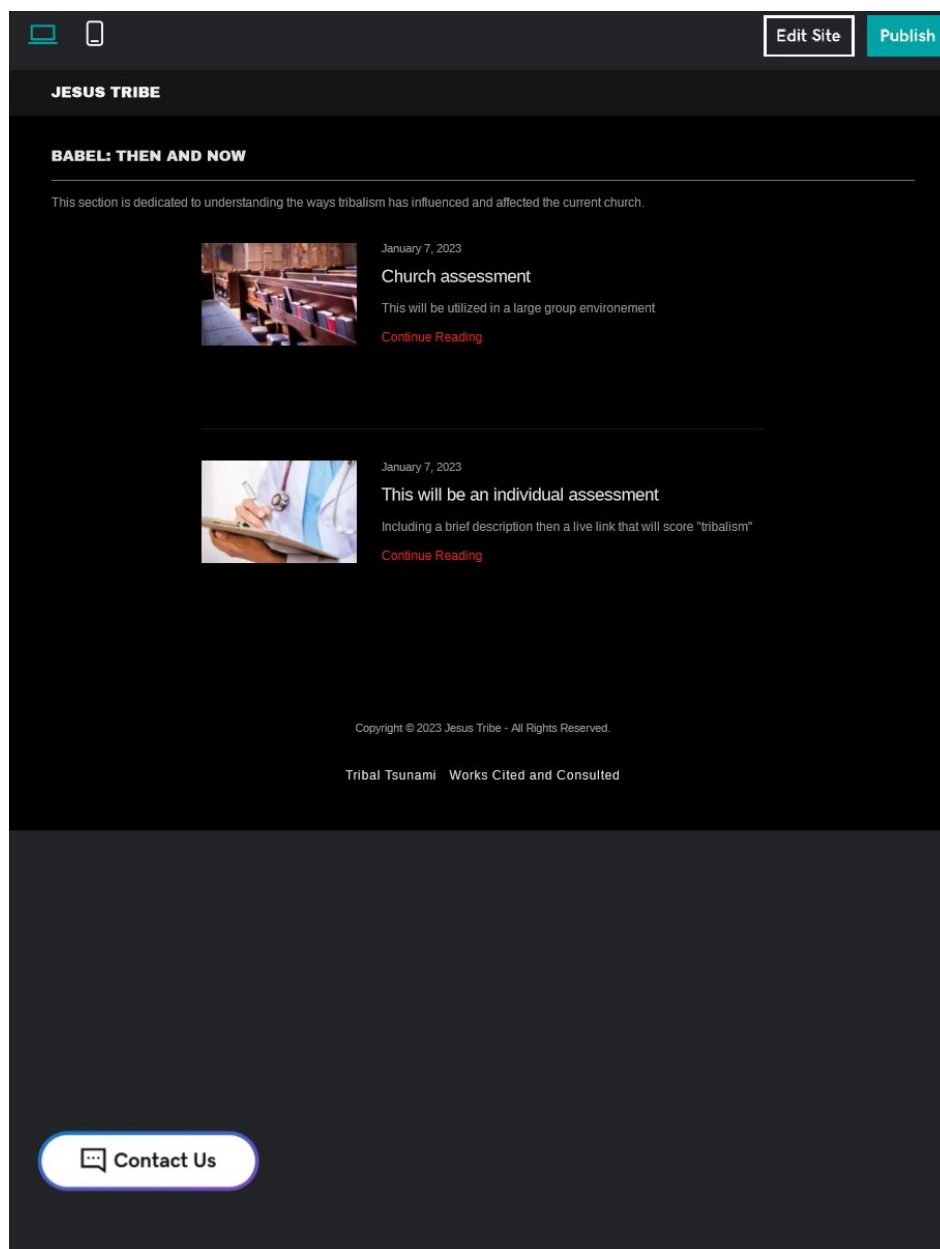 Edit Site
Publish
JESUS TRIBE
BABEL: THEN AND NOW
This section is dedicated to understanding the ways tribalism has influenced and affected the current church.
January 7, 2023
Church assessment
This will be utilized in a large group environement
Continue Reading
January 7, 2023
This will be an individual assessment
Including a brief description then a live link that will score "tribalism"
Continue Reading
Copyright © 2023 Jesus Tribe - All Rights Reserved.
Tribal Tsunami Works Cited and Consulted
Contact Us